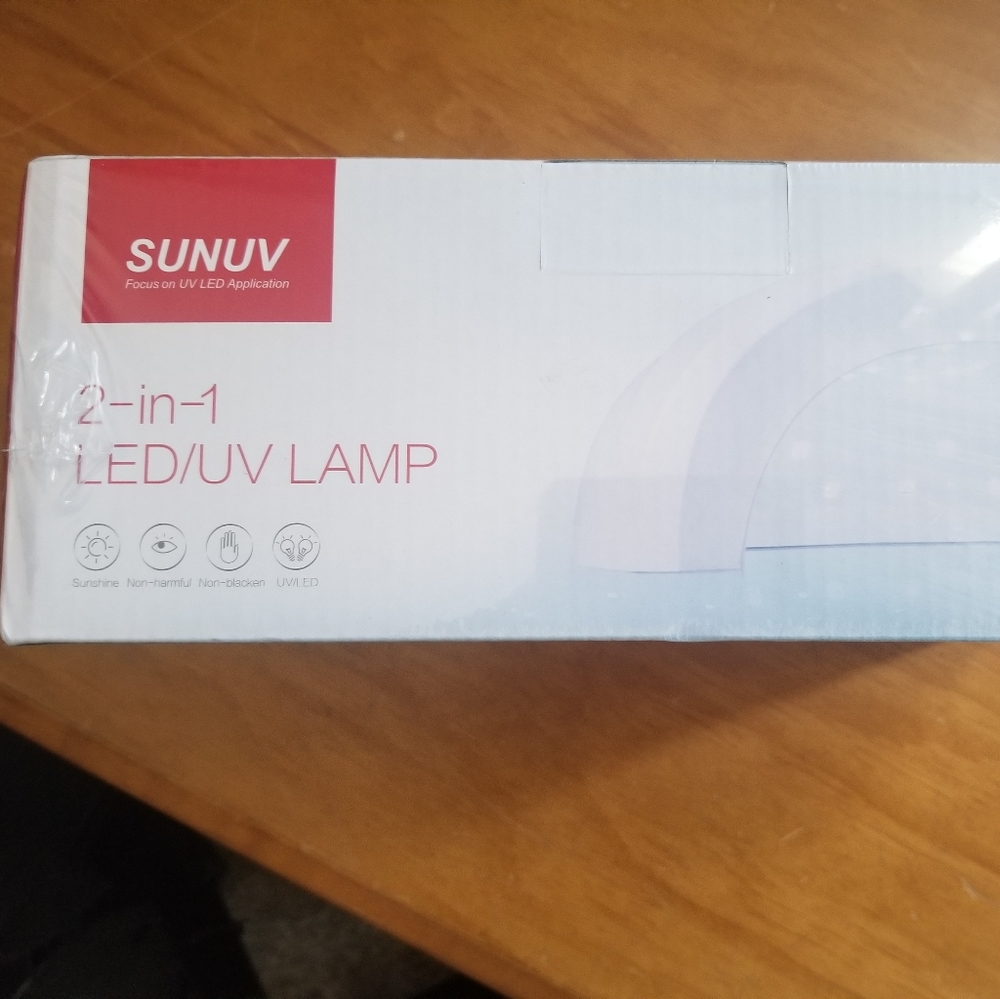 SUNUV
Focus on UV LED Application
2-in-1
LED/UV LAMP
Sunshine Non-harmful Non-blacken UV/LED